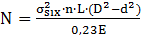 N = σ²Six·n·L·(D²−d²) / 0,23E